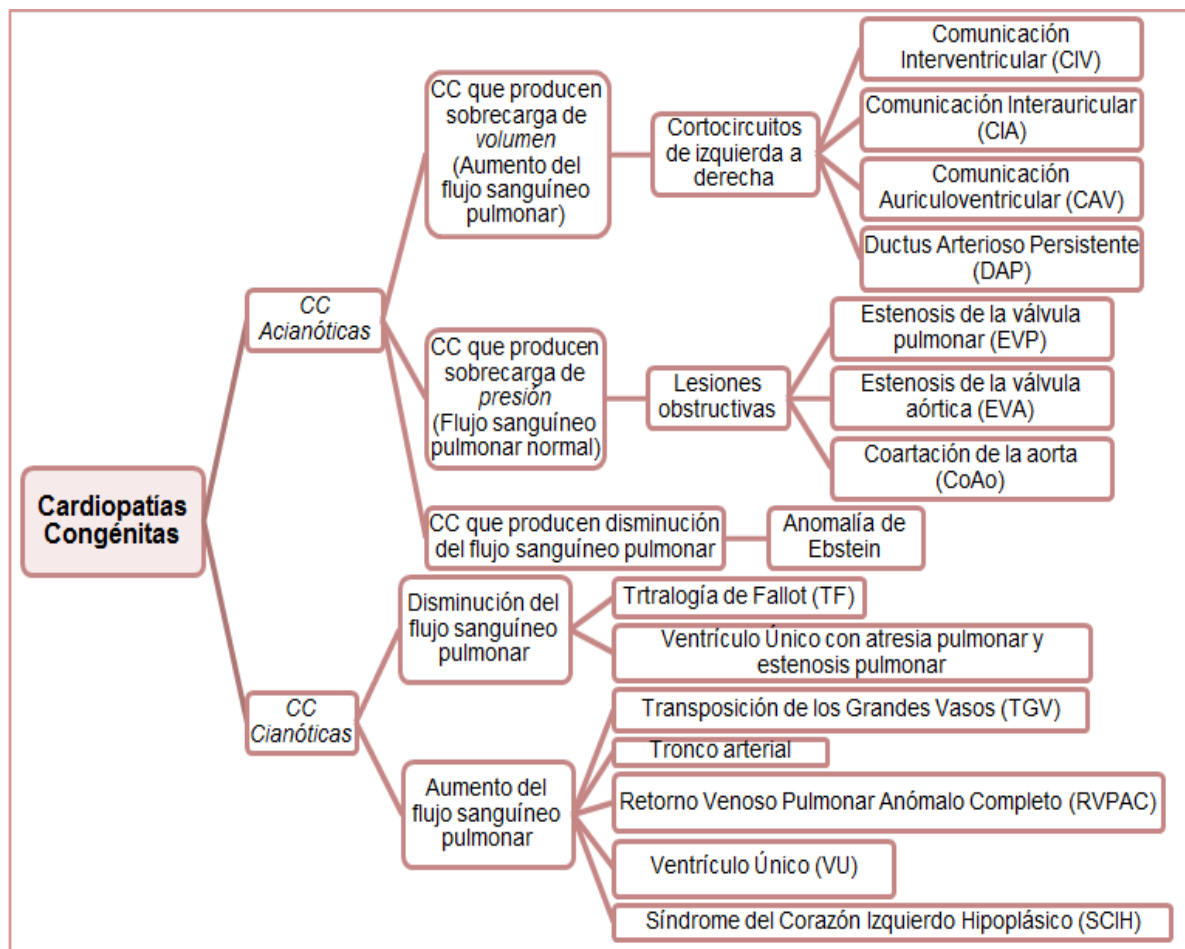 Cardiopatías
Congénitas
CC
Acianóticas
CC que producen
sobrecarga de
volumen
(Aumento del
flujo sanguíneo
pulmonar)
Cortocircuitos
de izquierda a
derecha
Comunicación
Interventricular (CIV)
Comunicación Interauricular
(CIA)
Comunicación
Auriculoventricular (CAV)
Ductus Arterioso Persistente
(DAP)
CC que producen
sobrecarga de
presión
(Flujo sanguíneo
pulmonar normal)
Lesiones
obstructivas
Estenosis de la válvula
pulmonar (EVP)
Estenosis de la válvula
aórtica (EVA)
Coartación de la aorta
(CoAo)
CC que producen disminución
del flujo sanguíneo pulmonar
Anomalía de
Ebstein
CC
Cianóticas
Disminución del
flujo sanguíneo
pulmonar
Trtralogía de Fallot (TF)
Ventrículo Único con atresia pulmonar y
estenosis pulmonar
Aumento del
flujo sanguíneo
pulmonar
Transposición de los Grandes Vasos (TGV)
Tronco arterial
Retorno Venoso Pulmonar Anómalo Completo (RVPAC)
Ventrículo Único (VU)
Síndrome del Corazón Izquierdo Hipoplásico (SCIH)